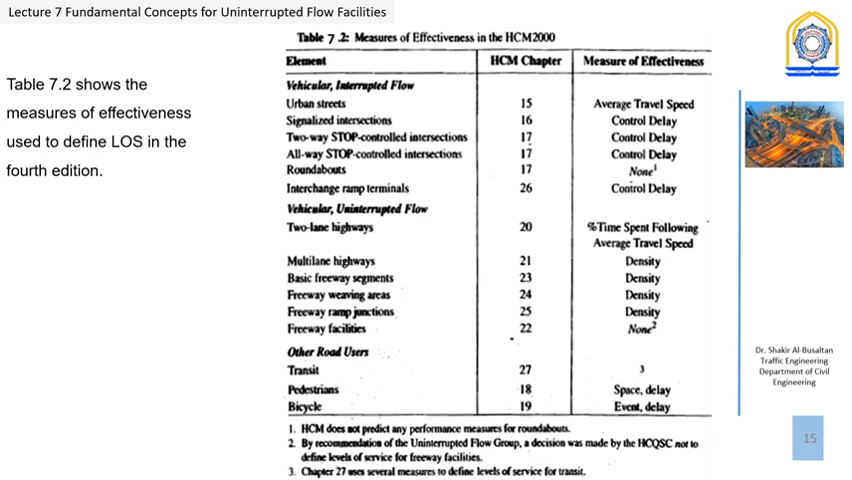 Lecture 7 Fundamental Concepts for Uninterrupted Flow Facilities
Table 7.2 shows the
measures of effectiveness
used to define LOS in the
fourth edition.
Table 7.2: Measures of Effectiveness in the HCM2000
Element HCM Chapter Measure of Effectiveness
Vehicular, Interrupted Flow
Urban streets 15 Average Travel Speed
Signalized intersections 16 Control Delay
Two-way STOP-controlled intersections 17 Control Delay
All-way STOP-controlled intersections 17 Control Delay
Roundabouts 17 None¹
Interchange ramp terminals 26 Control Delay
Vehicular, Uninterrupted Flow
Two-lane highways 20 %Time Spent Following
Average Travel Speed
Multilane highways 21 Density
Basic freeway segments 23 Density
Freeway weaving areas 24 Density
Freeway ramp junctions 25 Density
Freeway facilities 22 None²
Other Road Users
Transit 27 3
Pedestrians 18 Space, delay
Bicycle 19 Event, delay
1. HCM does not predict any performance measures for roundabouts.
2. By recommendation of the Uninterrupted Flow Group, a decision was made by the HCQSC not to
define levels of service for freeway facilities.
3. Chapter 27 uses several measures to define levels of service for transit.
Dr. Shakir Al-Busaltan
Traffic Engineering
Department of Civil
Engineering
15